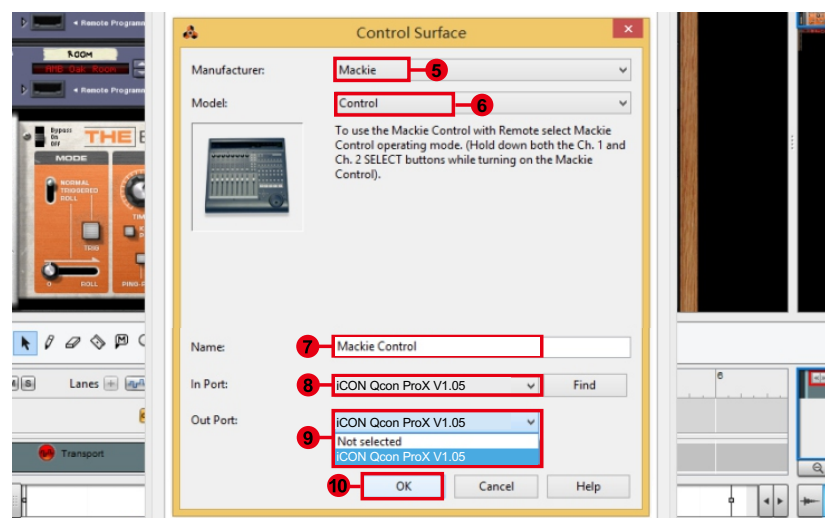 Remote Programm
ROOM
Remote Programm
Bypass
On
Off
THE E
MODE
NORMAL
TRIGGERED
ROLL
TIM
TRIG
0 ROLL
PING-P
M S Lanes
Transport
Control Surface
Manufacturer:
Mackie
5
Model:
Control
6
To use the Mackie Control with Remote select Mackie
Control operating mode. (Hold down both the Ch. 1 and
Ch. 2 SELECT buttons while turning on the Mackie
Control).
Name:
7
Mackie Control
In Port:
8
iCON Qcon ProX V1.05
Find
Out Port:
iCON Qcon ProX V1.05
9
Not selected
iCON Qcon ProX V1.05
10
OK
Cancel
Help
6